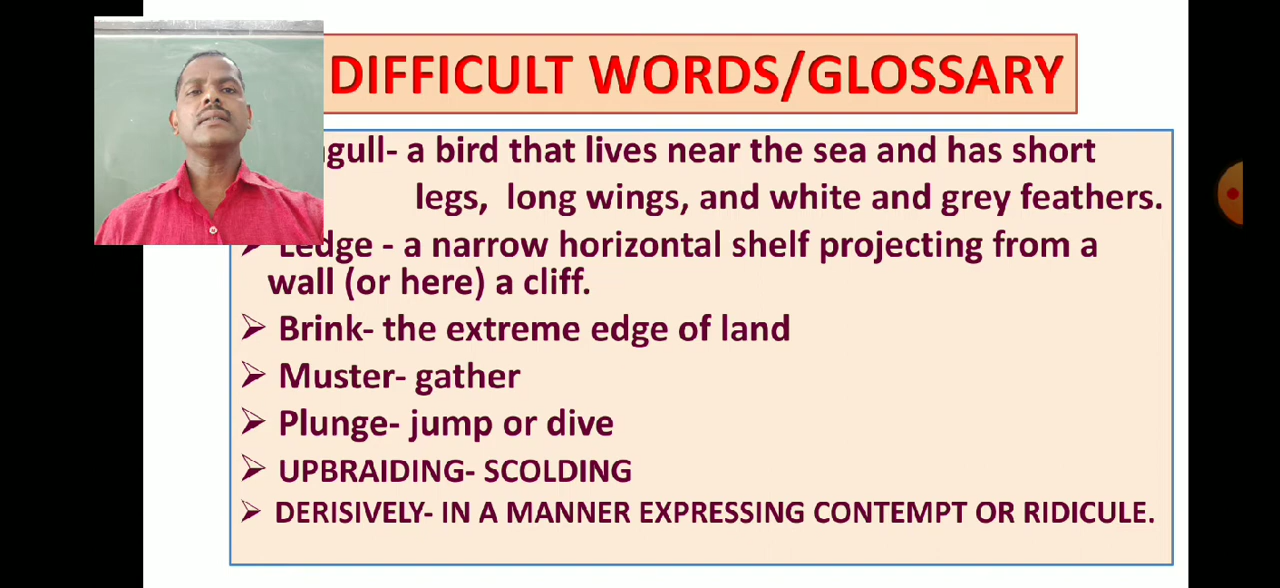 DIFFICULT WORDS/GLOSSARY
gull- a bird that lives near the sea and has short
legs, long wings, and white and grey feathers.
➢ Ledge - a narrow horizontal shelf projecting from a
wall (or here) a cliff.
➢ Brink- the extreme edge of land
➢ Muster- gather
➢ Plunge- jump or dive
➢ UPBRAIDING- SCOLDING
➢ DERISIVELY- IN A MANNER EXPRESSING CONTEMPT OR RIDICULE.